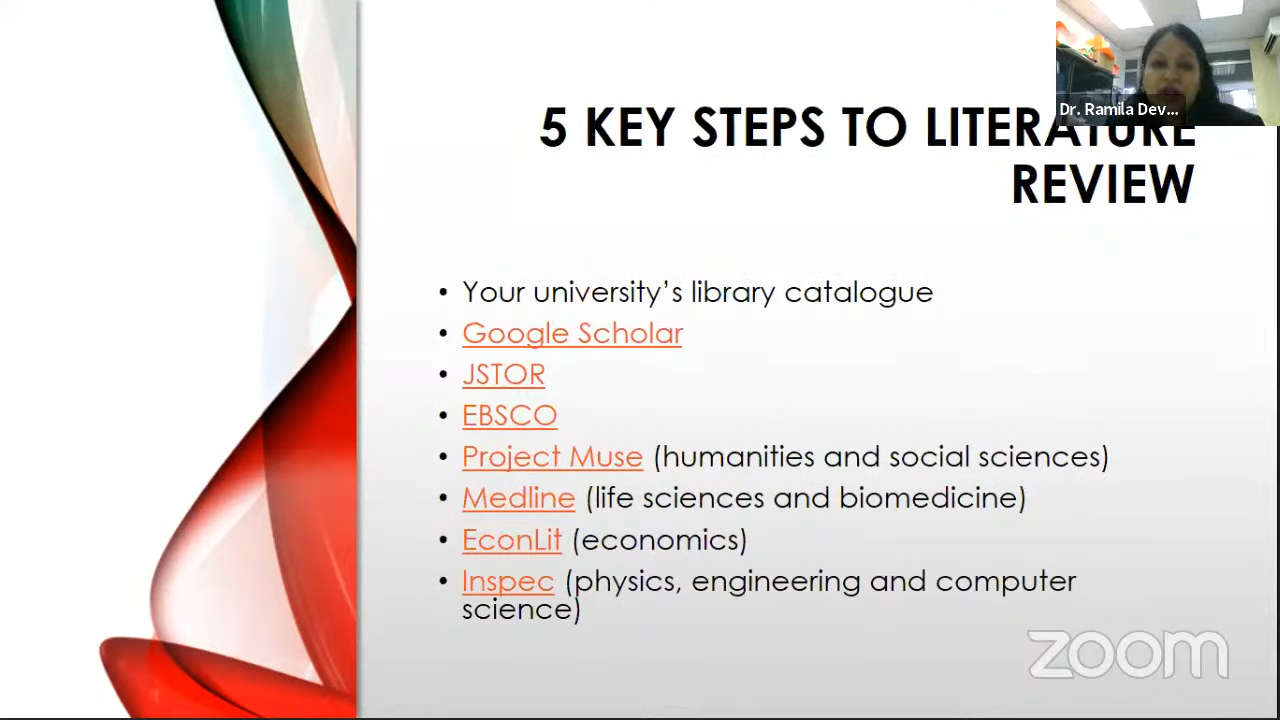 Dr. Ramila Dev...
5 KEY STEPS TO LITERATURE
REVIEW
• Your university's library catalogue
• Google Scholar
• JSTOR
• EBSCO
• Project Muse (humanities and social sciences)
• Medline (life sciences and biomedicine)
• EconLit (economics)
• Inspec (physics, engineering and computer
science)
zoom